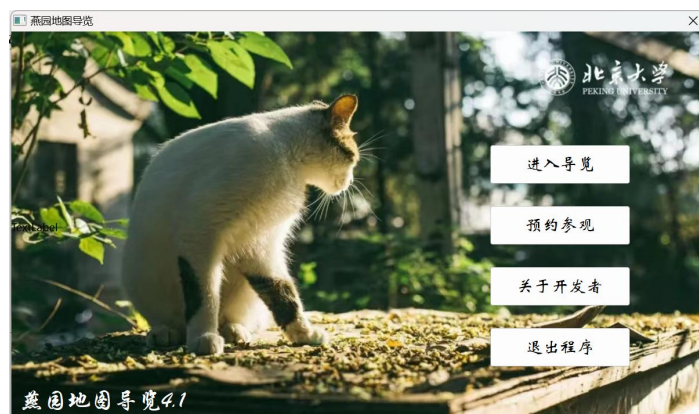 燕园地图导览
北京大学
PEKING UNIVERSITY
进入导览
预约参观
TextLabel
关于开发者
退出程序
燕园地图导览4.1